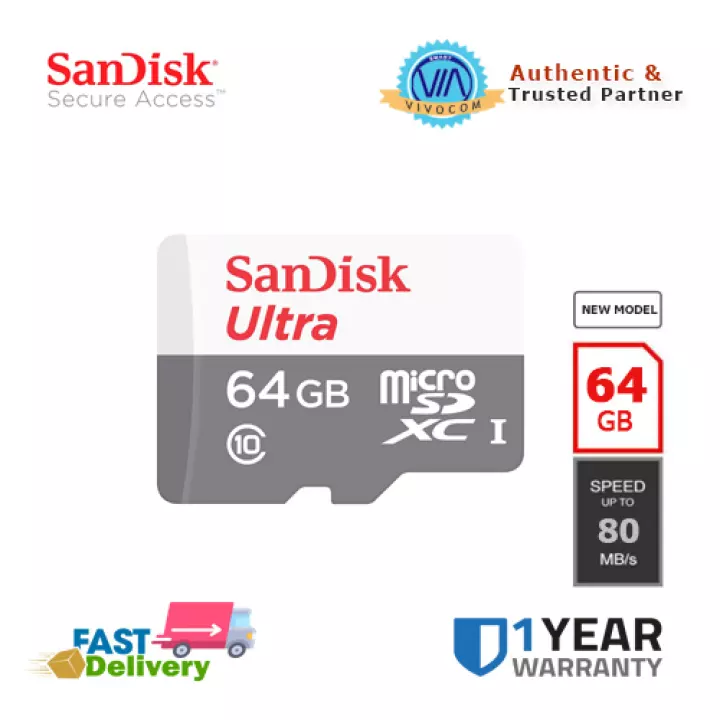 SanDisk®
Secure Access™
VIA
VIVOCOM
Authentic &
Trusted Partner
SanDisk
Ultra
64 GB
micro
SD
XC I
10
NEW MODEL
64
GB
SPEED
UP TO
80
MB/s
FAST
Delivery
1 YEAR
WARRANTY